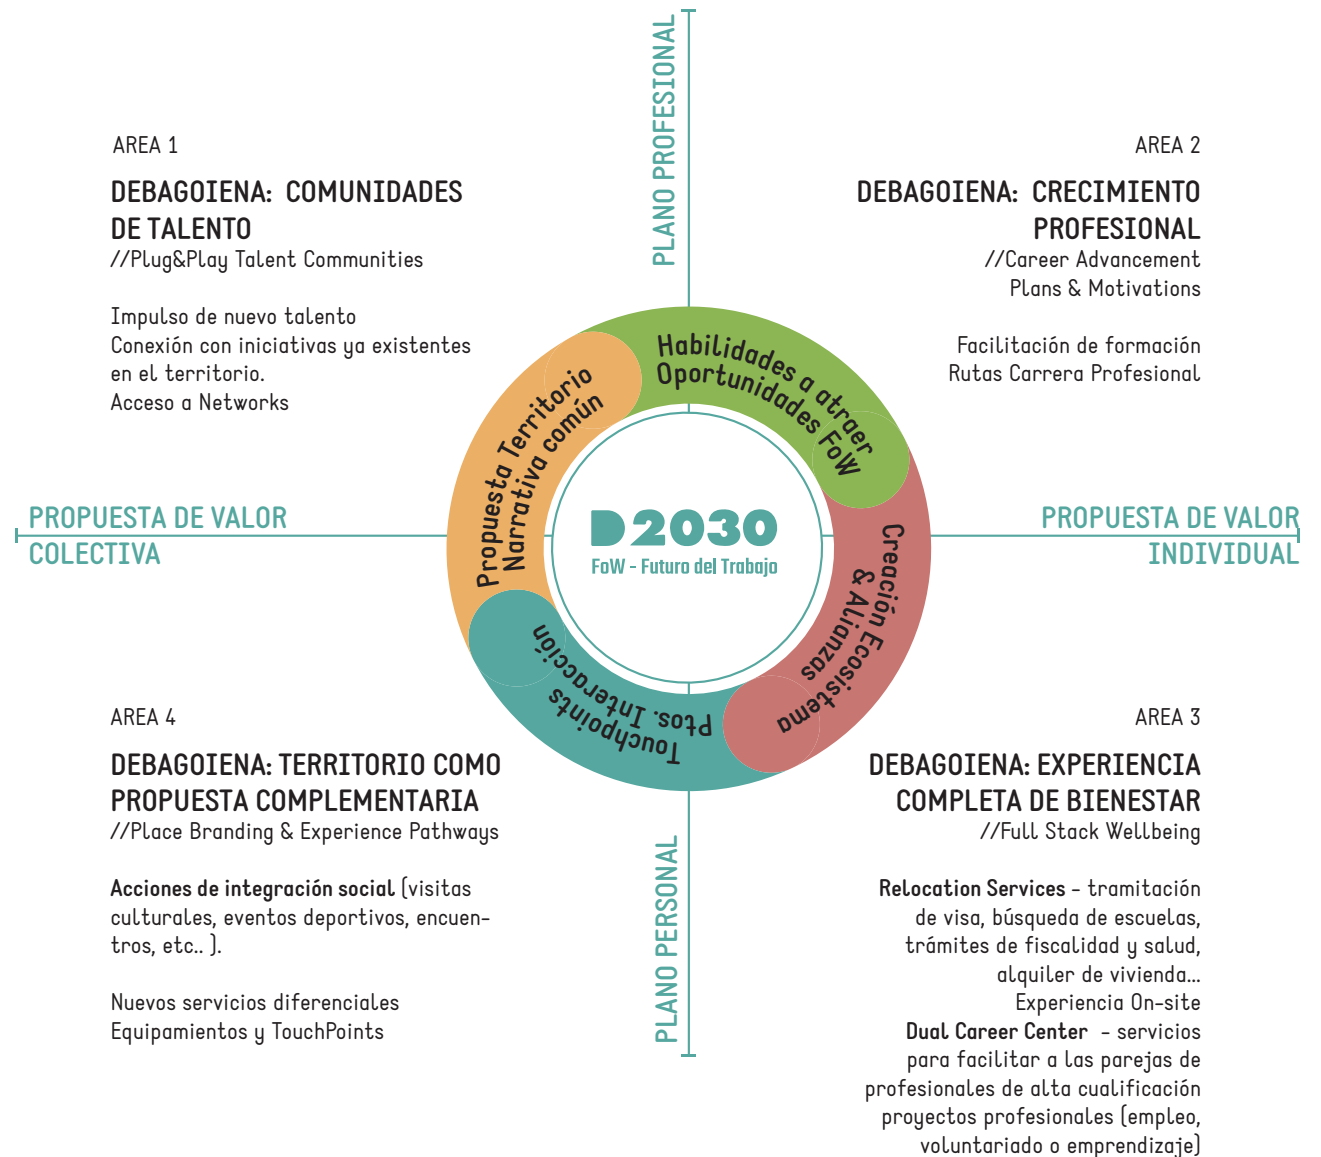 PLANO PROFESIONAL
AREA 1
DEBAGOIENA: COMUNIDADES
DE TALENTO
//Plug&Play Talent Communities
Impulso de nuevo talento
Conexión con iniciativas ya existentes
en el territorio.
Acceso a Networks
AREA 2
DEBAGOIENA: CRECIMIENTO
PROFESIONAL
//Career Advancement
Plans & Motivations
Facilitación de formación
Rutas Carrera Profesional
PROPUESTA DE VALOR
COLECTIVA
Propuesta Territorio
Narrativa común
Habilidades a atraer
Oportunidades FoW
Creación Ecosistema
& Alianzas
Touchpoints
Ptos. Interacción
D2030
FoW - Futuro del Trabajo
PROPUESTA DE VALOR
INDIVIDUAL
AREA 4
DEBAGOIENA: TERRITORIO COMO
PROPUESTA COMPLEMENTARIA
//Place Branding & Experience Pathways
Acciones de integración social (visitas
culturales, eventos deportivos, encuen-
tros, etc.. ).
Nuevos servicios diferenciales
Equipamientos y TouchPoints
PLANO PERSONAL
AREA 3
DEBAGOIENA: EXPERIENCIA
COMPLETA DE BIENESTAR
//Full Stack Wellbeing
Relocation Services - tramitación
de visa, búsqueda de escuelas,
trámites de fiscalidad y salud,
alquiler de vivienda...
Experiencia On-site
Dual Career Center - servicios
para facilitar a las parejas de
profesionales de alta cualificación
proyectos profesionales (empleo,
voluntariado o emprendizaje)